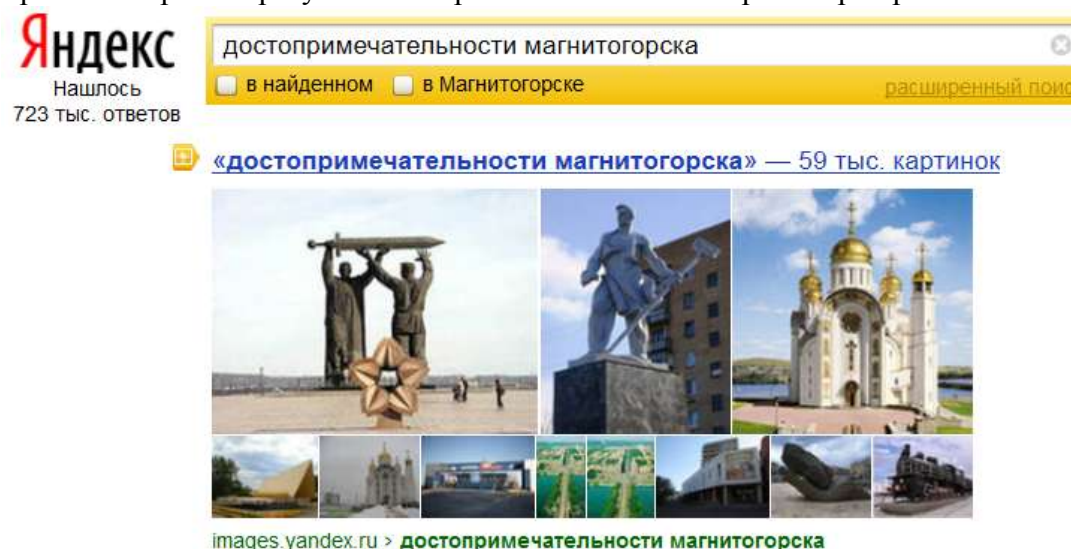 Яндекс
Нашлось
723 тыс. ответов
достопримечательности магнитогорска
в найденном в Магнитогорске
расширенный поис
«достопримечательности магнитогорска» — 59 тыс. картинок
images.yandex.ru › достопримечательности магнитогорска